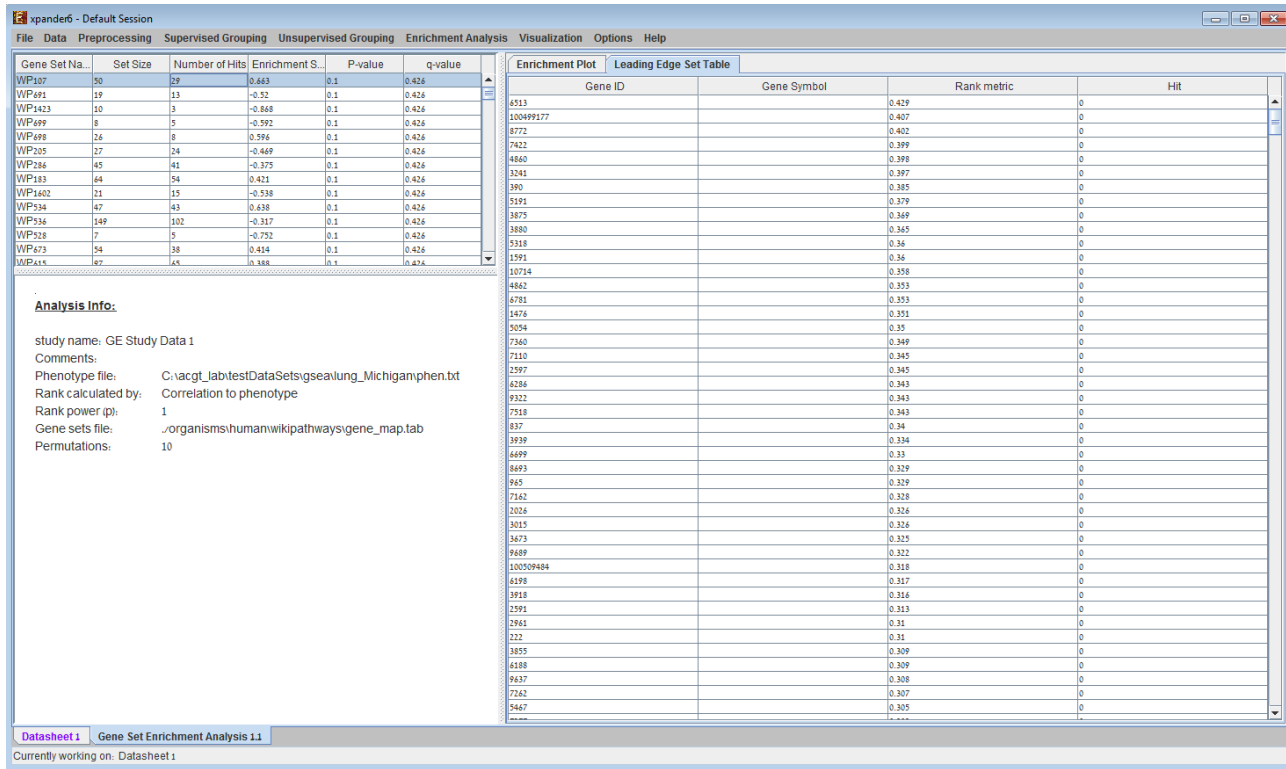 xpander6 - Default Session
File Data Preprocessing Supervised Grouping Unsupervised Grouping Enrichment Analysis Visualization Options Help
Gene Set Na... Set Size Number of Hits Enrichment S... P-value q-value
WP107 50 29 0.663 0.1 0.426
WP691 19 13 -0.52 0.1 0.426
WP1423 10 3 -0.868 0.1 0.426
WP699 8 5 -0.592 0.1 0.426
WP698 26 8 0.596 0.1 0.426
WP205 27 24 -0.469 0.1 0.426
WP286 45 41 -0.375 0.1 0.426
WP183 64 54 0.421 0.1 0.426
WP1602 21 15 -0.538 0.1 0.426
WP534 47 43 0.638 0.1 0.426
WP536 149 102 -0.317 0.1 0.426
WP528 7 5 -0.752 0.1 0.426
WP673 54 38 0.414 0.1 0.426
WP615 97 65 0.388 0.1 0.426
Analysis Info:
study name: GE Study Data 1
Comments:
Phenotype file: C:\acgt_lab\testDataSets\gsea\lung_Michigan\phen.txt
Rank calculated by: Correlation to phenotype
Rank power (p): 1
Gene sets file: ./organisms\human\wikipathways\gene_map.tab
Permutations: 10
Enrichment Plot Leading Edge Set Table
Gene ID Gene Symbol Rank metric Hit
6513 0.429 0
100499177 0.407 0
8772 0.402 0
7422 0.399 0
4860 0.398 0
3241 0.397 0
390 0.385 0
5191 0.379 0
3875 0.369 0
3880 0.365 0
5318 0.36 0
1591 0.36 0
10714 0.358 0
4862 0.353 0
6781 0.353 0
1476 0.351 0
5054 0.35 0
7360 0.349 0
7110 0.345 0
2597 0.345 0
6286 0.343 0
9322 0.343 0
7518 0.343 0
837 0.34 0
3939 0.334 0
6699 0.33 0
8693 0.329 0
965 0.329 0
7162 0.328 0
2026 0.326 0
3015 0.326 0
3673 0.325 0
9689 0.322 0
100509484 0.318 0
6198 0.317 0
3918 0.316 0
2591 0.313 0
2961 0.31 0
222 0.31 0
3855 0.309 0
6188 0.309 0
9637 0.308 0
7262 0.307 0
5467 0.305 0
Datasheet 1 Gene Set Enrichment Analysis 1.1
Currently working on: Datasheet 1